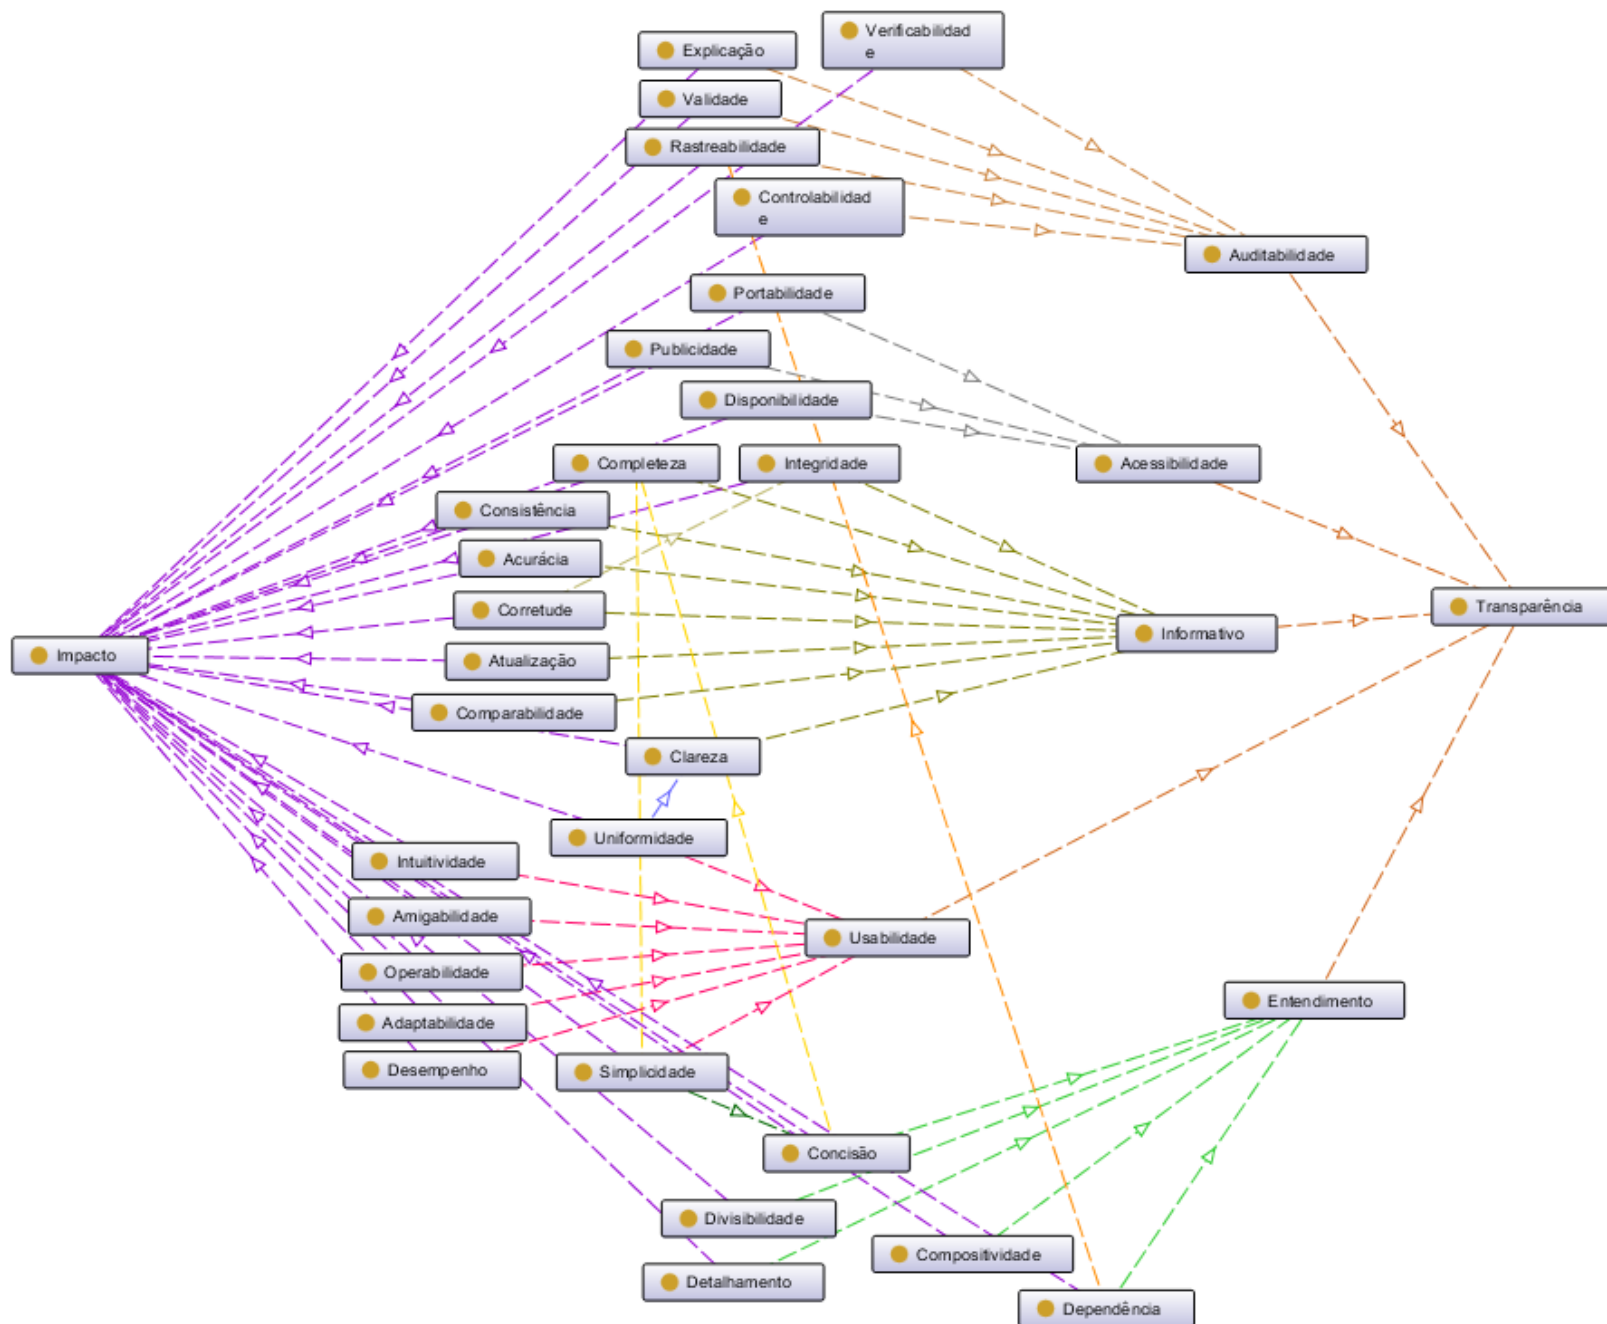 Verificabilidad
e
Explicação
Validade
Rastreabilidade
Controlabilidad
e
Auditabilidade
Portabilidade
Publicidade
Disponibilidade
Completeza
Integridade
Acessibilidade
Consistência
Acurácia
Corretude
Transparência
Informativo
Impacto
Atualização
Comparabilidade
Clareza
Uniformidade
Intuitividade
Amigabilidade
Usabilidade
Operabilidade
Entendimento
Adaptabilidade
Desempenho
Simplicidade
Concisão
Divisibilidade
Compositividade
Detalhamento
Dependência